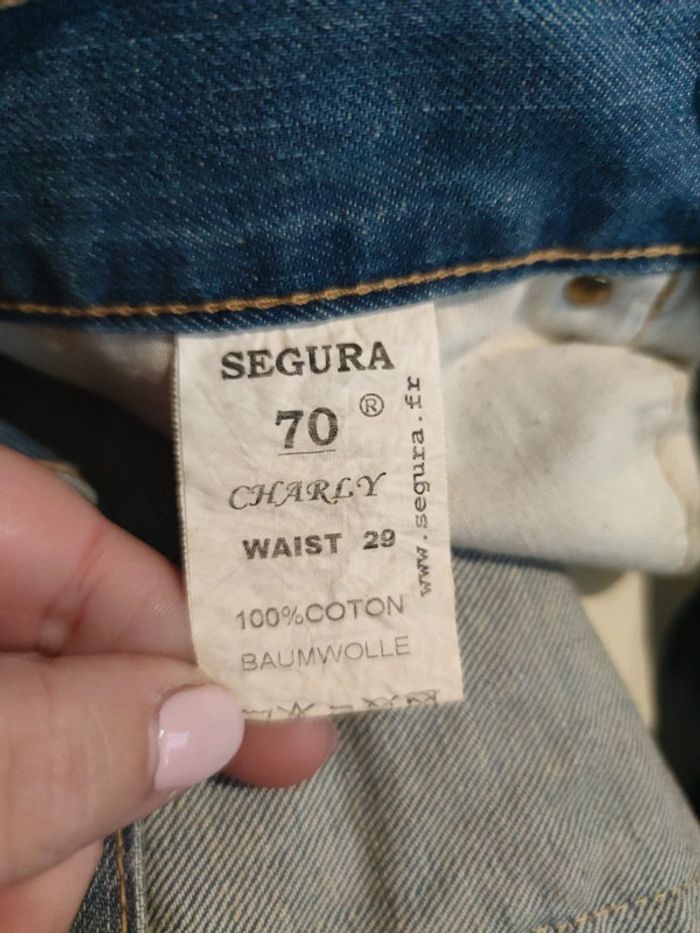 SEGURA
70 ®
CHARLY
WAIST 29
100%COTON
BAUMWOLLE
www.segura.fr